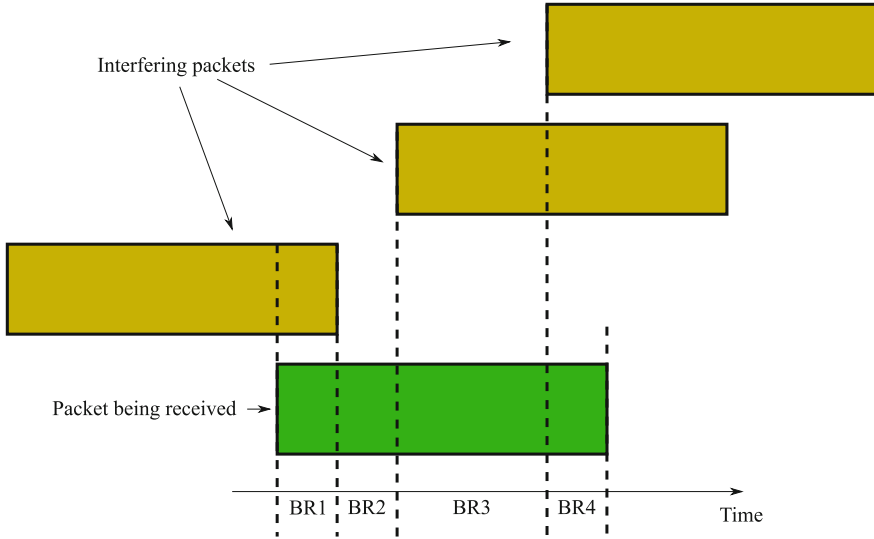 Interfering packets
Packet being received
BR1 BR2 BR3 BR4
Time